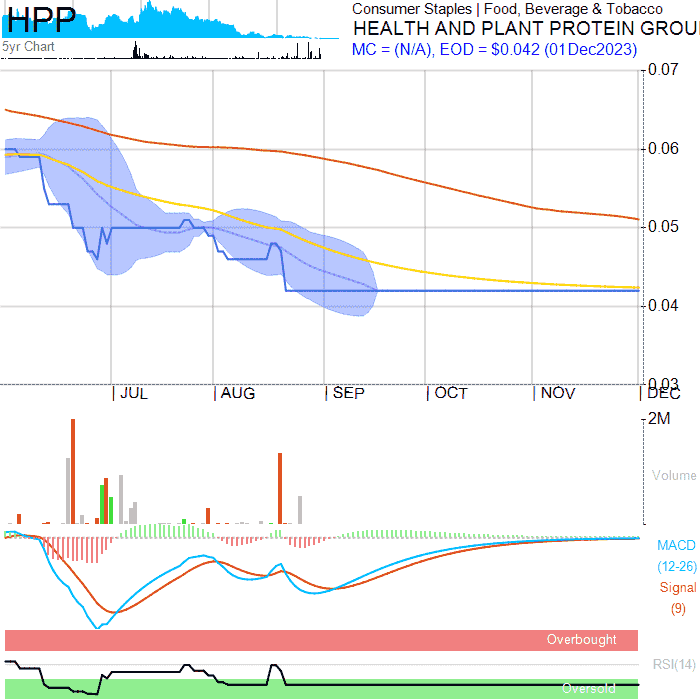 HPP
5yr Chart
Consumer Staples | Food, Beverage & Tobacco
HEALTH AND PLANT PROTEIN GROU
MC = (N/A), EOD = $0.042 (01Dec2023)
0.07
0.06
0.05
0.04
0.03
JUL AUG SEP OCT NOV DEC
2M
Volume
MACD
(12-26)
Signal
(9)
Overbought
RSI(14)
Oversold